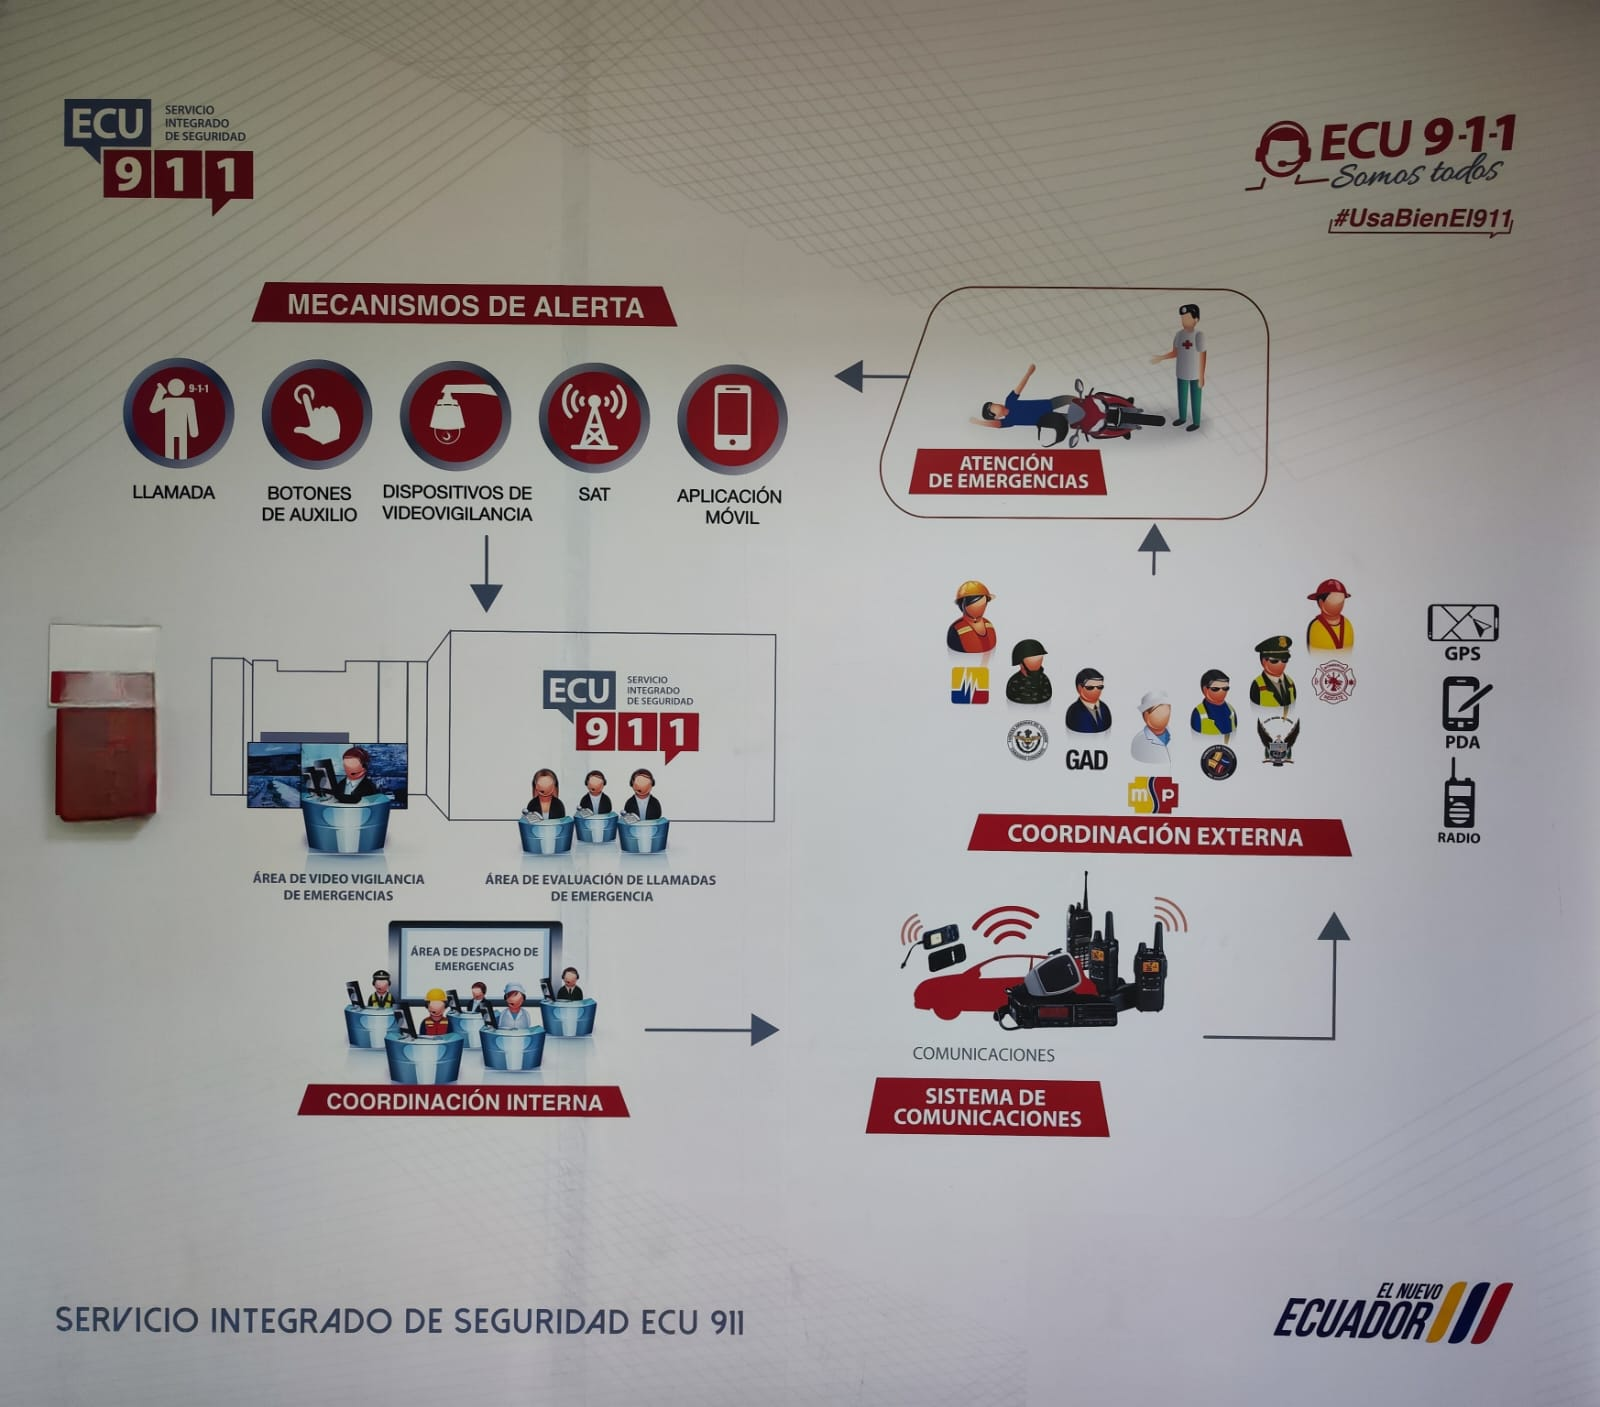 ECU
911
SERVICIO
INTEGRADO
DE SEGURIDAD
ECU 9-1-1
Somos todos
#UsaBienEl911
MECANISMOS DE ALERTA
9-1-1
LLAMADA
BOTONES
DE AUXILIO
DISPOSITIVOS DE
VIDEOVIGILANCIA
SAT
APLICACIÓN
MÓVIL
ATENCIÓN
DE EMERGENCIAS
ECU
911
SERVICIO
INTEGRADO
DE SEGURIDAD
ÁREA DE VIDEO VIGILANCIA
DE EMERGENCIAS
ÁREA DE EVALUACIÓN DE LLAMADAS
DE EMERGENCIA
GAD
msp
COORDINACIÓN EXTERNA
GPS
PDA
RADIO
ÁREA DE DESPACHO DE
EMERGENCIAS
COORDINACIÓN INTERNA
COMUNICACIONES
SISTEMA DE
COMUNICACIONES
SERVICIO INTEGRADO DE SEGURIDAD ECU 911
EL NUEVO
ECUADOR